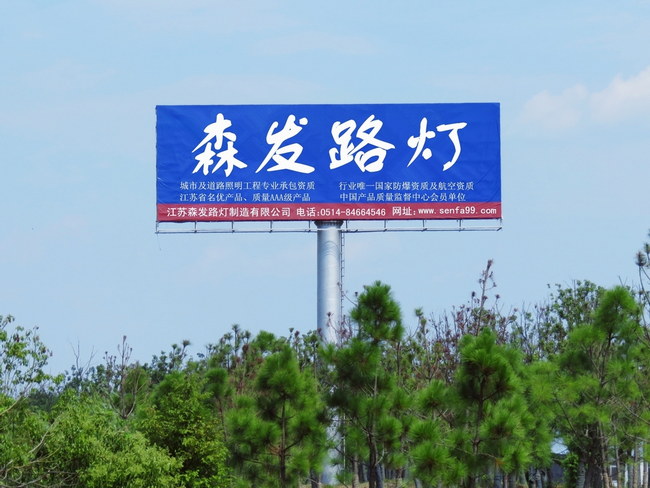 森发路灯
城市及道路照明工程专业承包资质 行业唯一国家防爆资质及航空资质
江苏省名优产品、质量AAA级产品 中国产品质量监督中心会员单位
江苏森发路灯制造有限公司 电话:0514-84664546 网址:www.senfa99.com